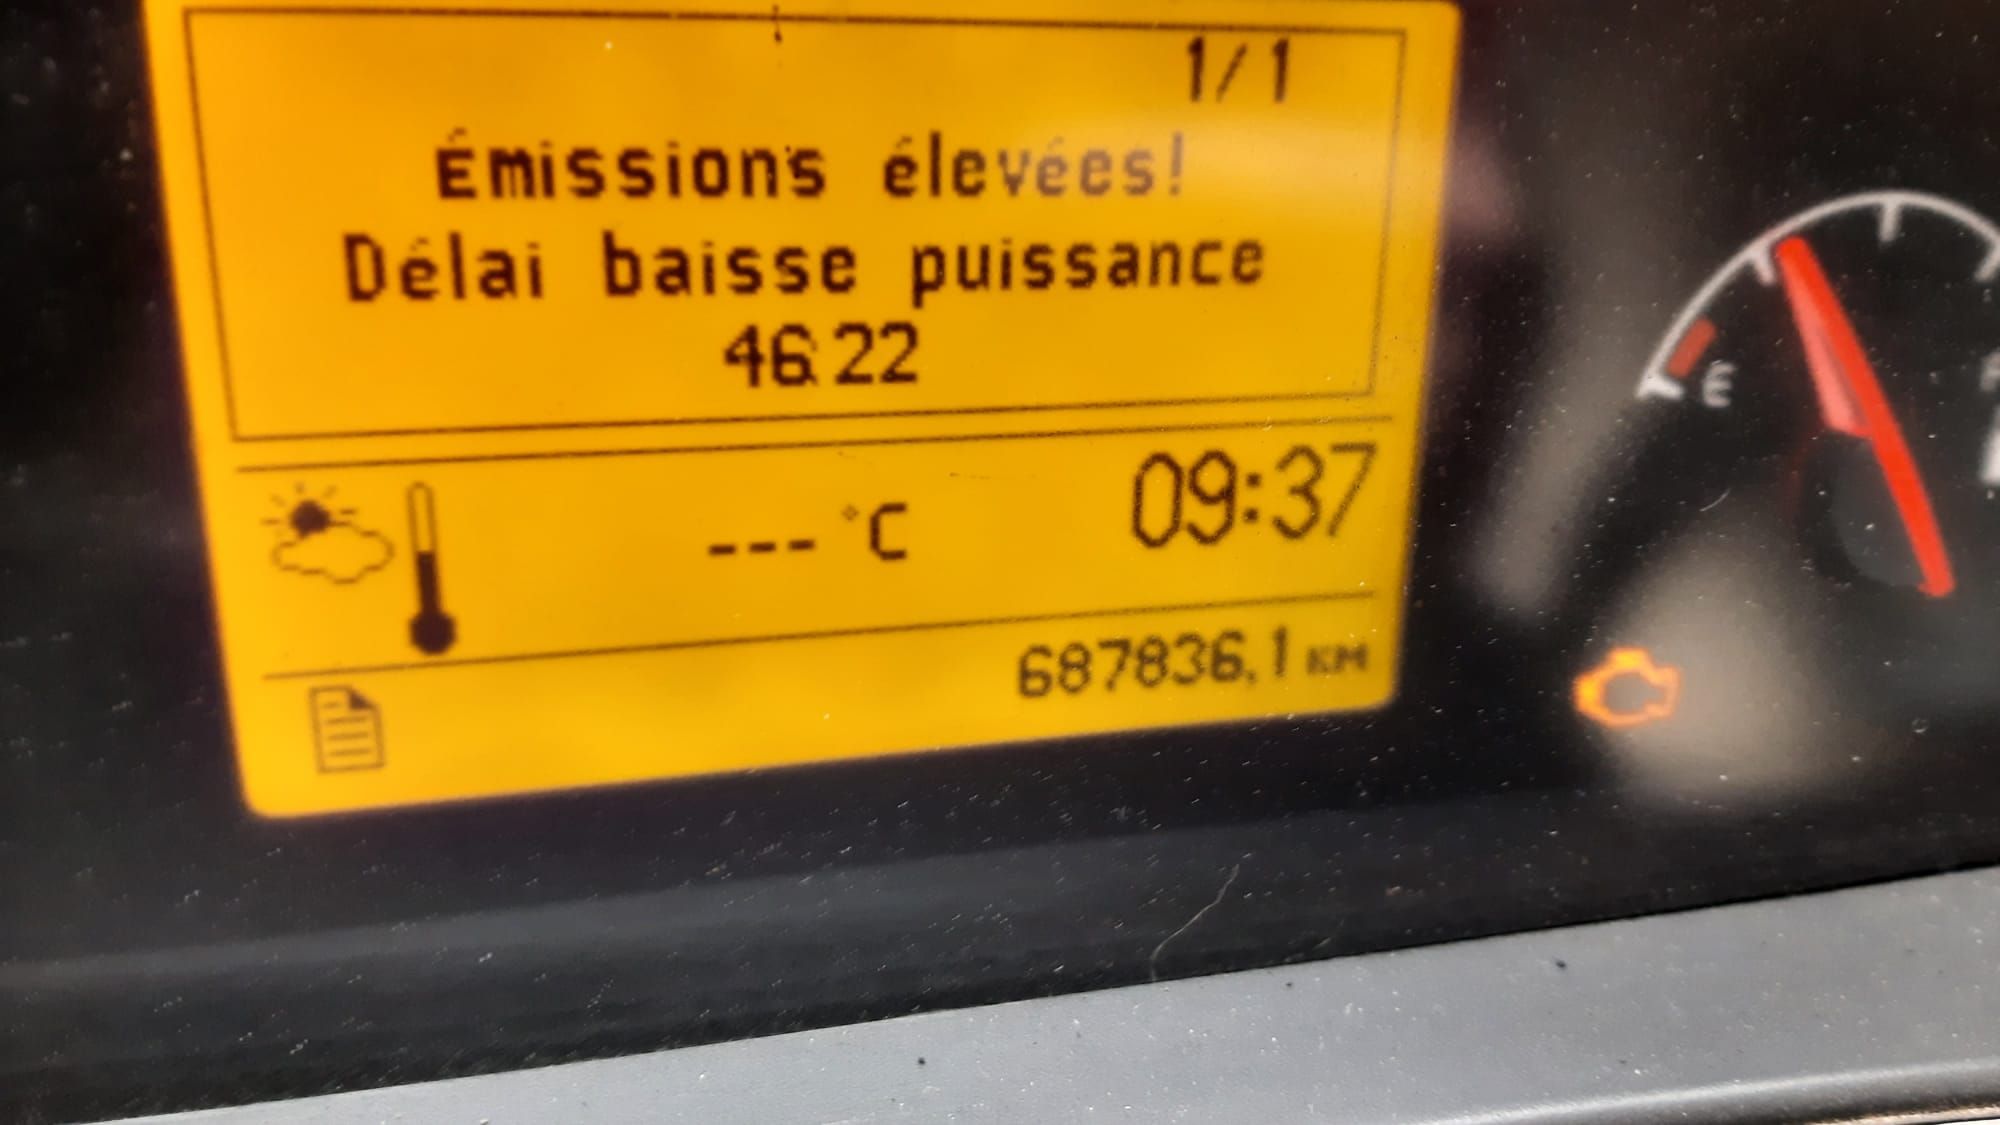 1/1
Émissions élevées!
Délai baisse puissance
46:22
--- °C
09:37
687836,1 KM
E